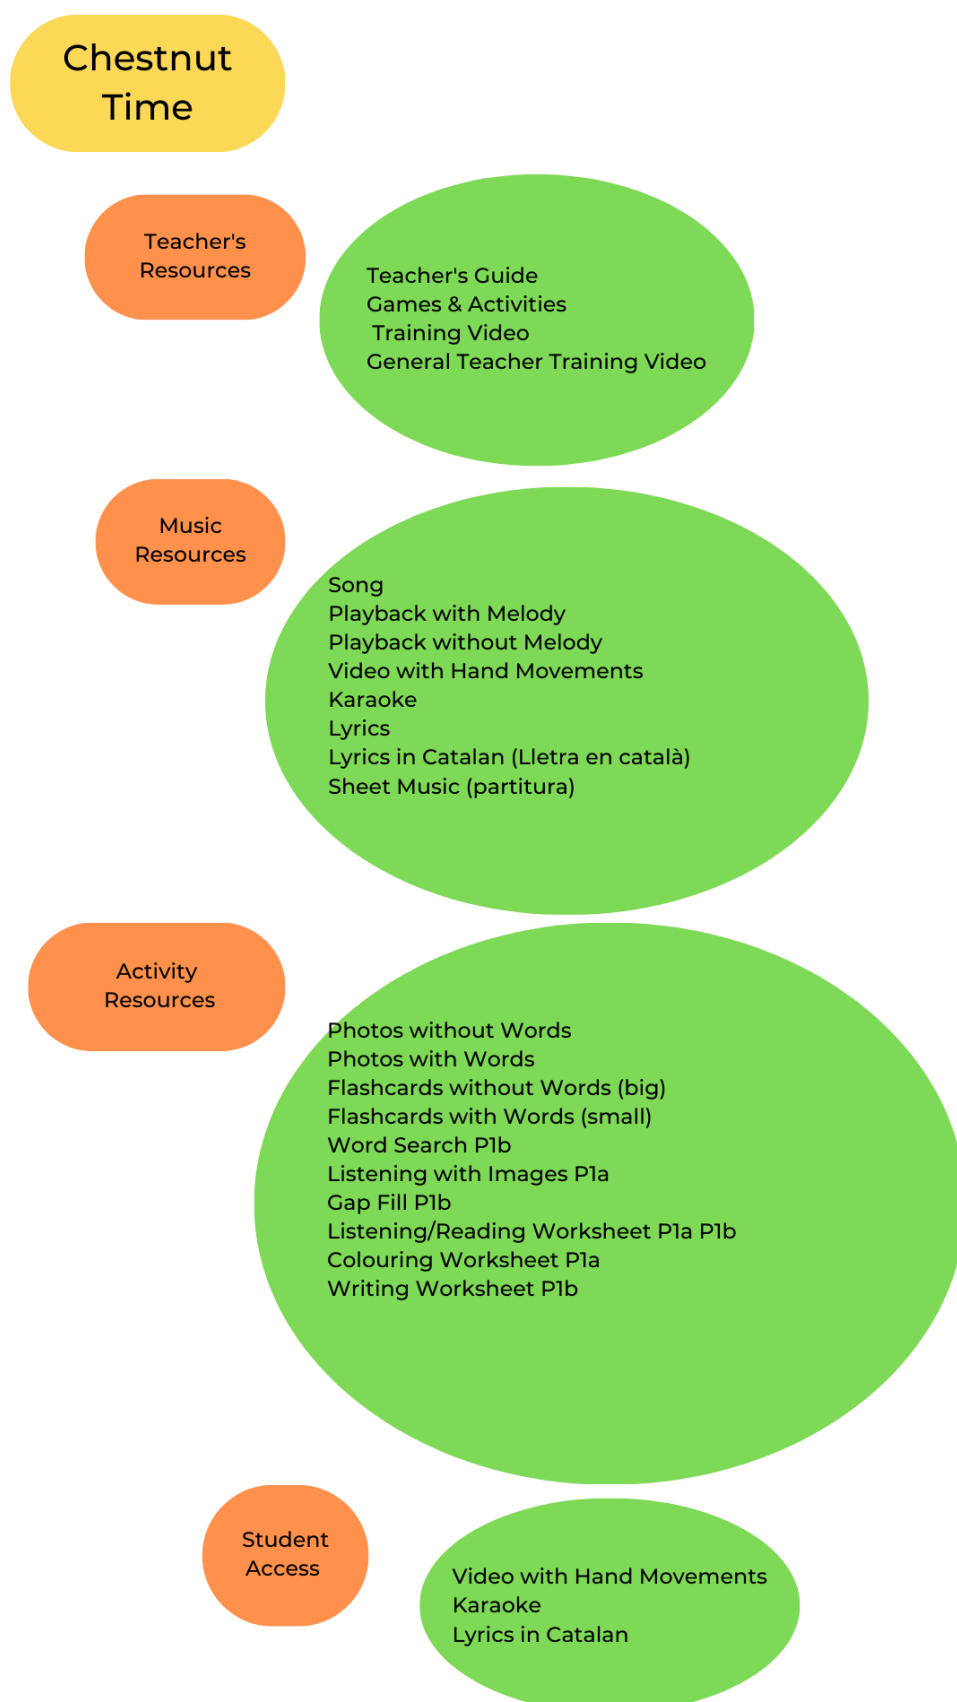 Chestnut
Time
Teacher's
Resources
Teacher's Guide
Games & Activities
Training Video
General Teacher Training Video
Music
Resources
Song
Playback with Melody
Playback without Melody
Video with Hand Movements
Karaoke
Lyrics
Lyrics in Catalan (Lletra en català)
Sheet Music (partitura)
Activity
Resources
Photos without Words
Photos with Words
Flashcards without Words (big)
Flashcards with Words (small)
Word Search P1b
Listening with Images P1a
Gap Fill P1b
Listening/Reading Worksheet P1a P1b
Colouring Worksheet P1a
Writing Worksheet P1b
Student
Access
Video with Hand Movements
Karaoke
Lyrics in Catalan